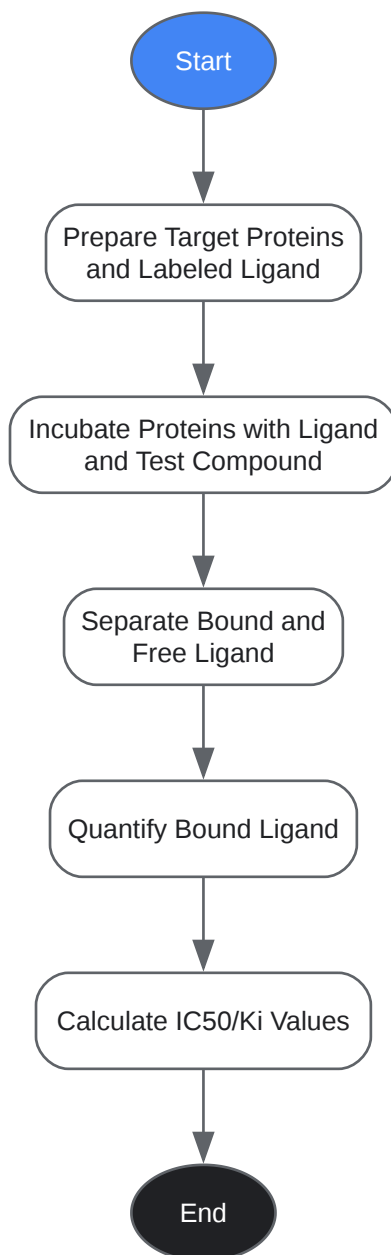 Start
Prepare Target Proteins
and Labeled Ligand
Incubate Proteins with Ligand
and Test Compound
Separate Bound and
Free Ligand
Quantify Bound Ligand
Calculate IC50/Ki Values
End